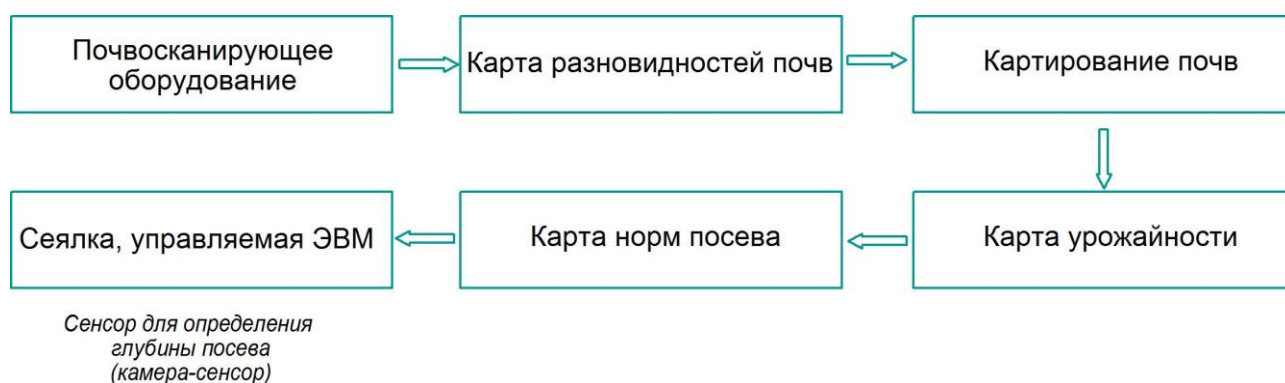 Почвосканирующее
оборудование
Карта разновидностей почв
Картирование почв
Карта урожайности
Карта норм посева
Сеялка, управляемая ЭВМ
Сенсор для определения
глубины посева
(камера-сенсор)